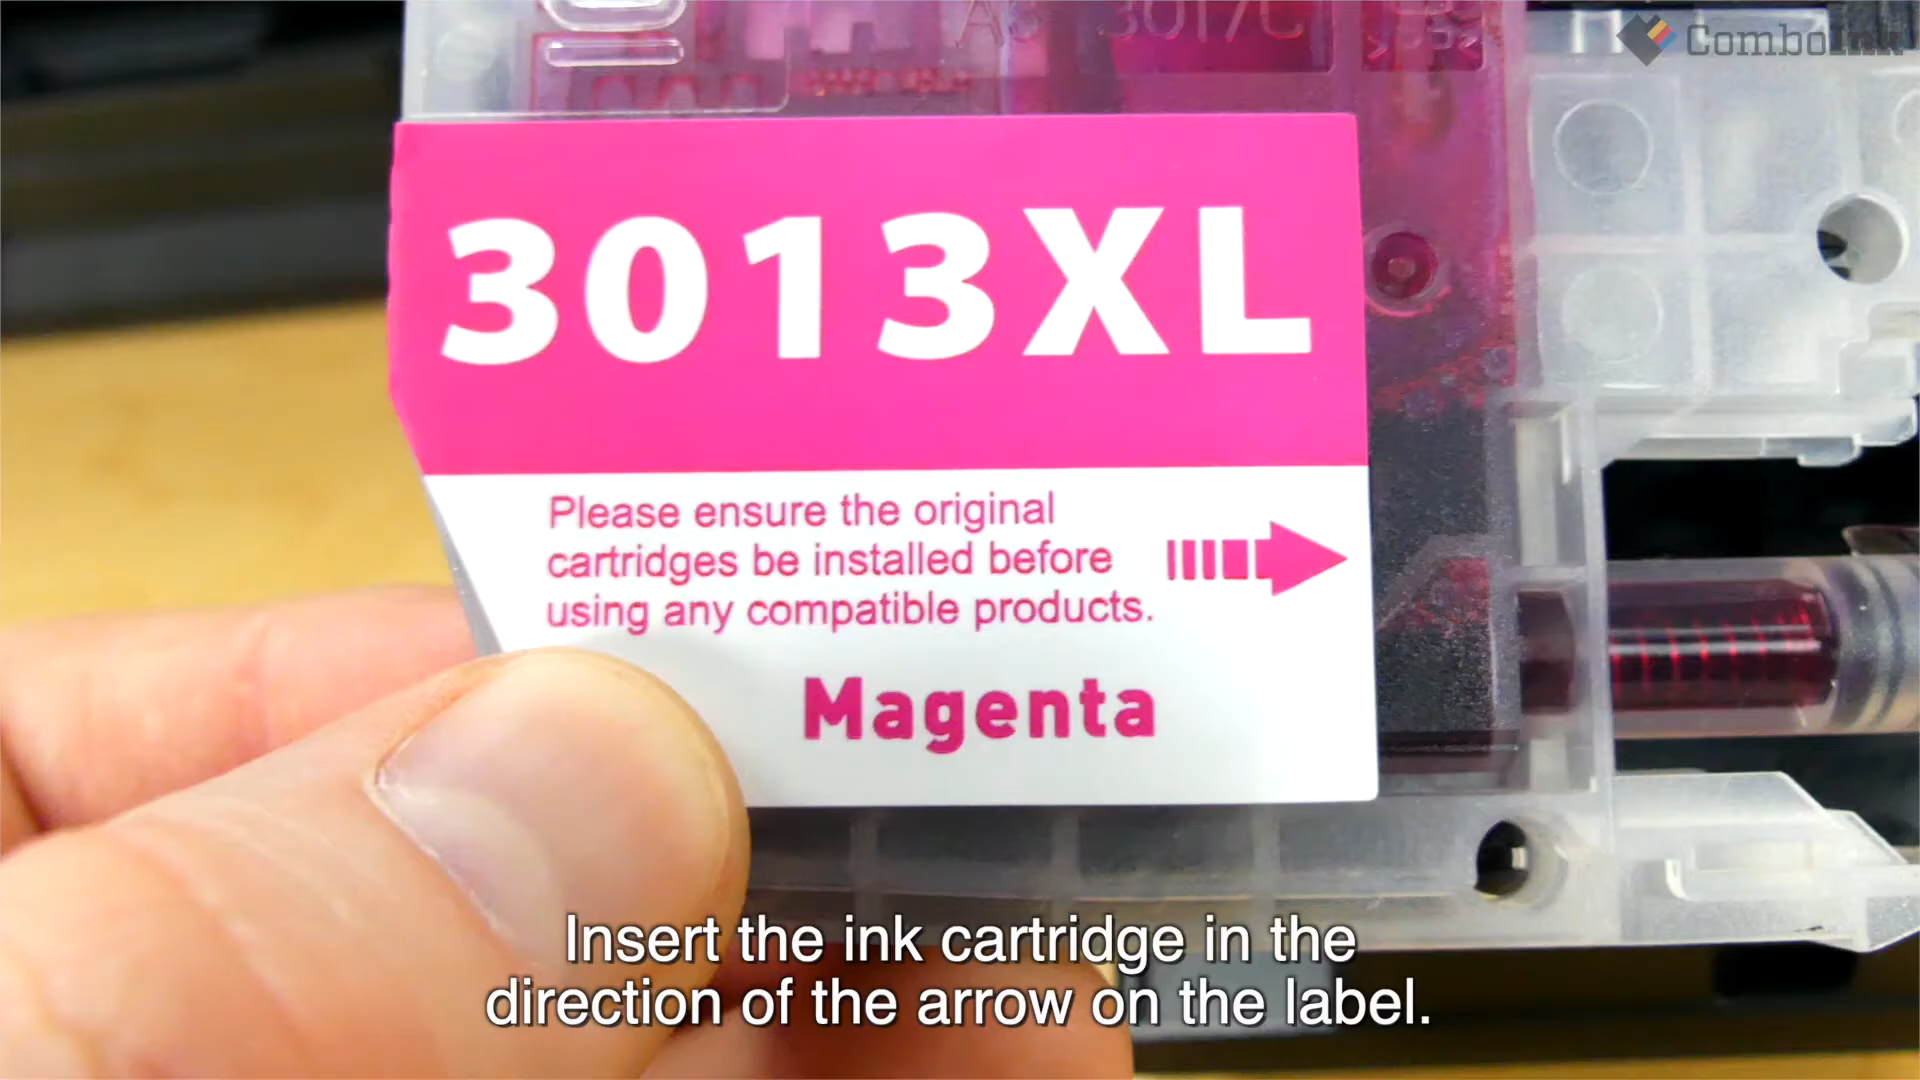 3017C
ComboInk
3013XL
Please ensure the original
cartridges be installed before
using any compatible products.
Magenta
Insert the ink cartridge in the
direction of the arrow on the label.